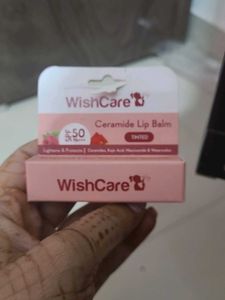 WishCare
Ceramide Lip Balm
SPF 50
PA++++
TINTED
Lightens & Protects | Ceramides, Kojic Acid, Niacinamide & Watermelon
WishCare